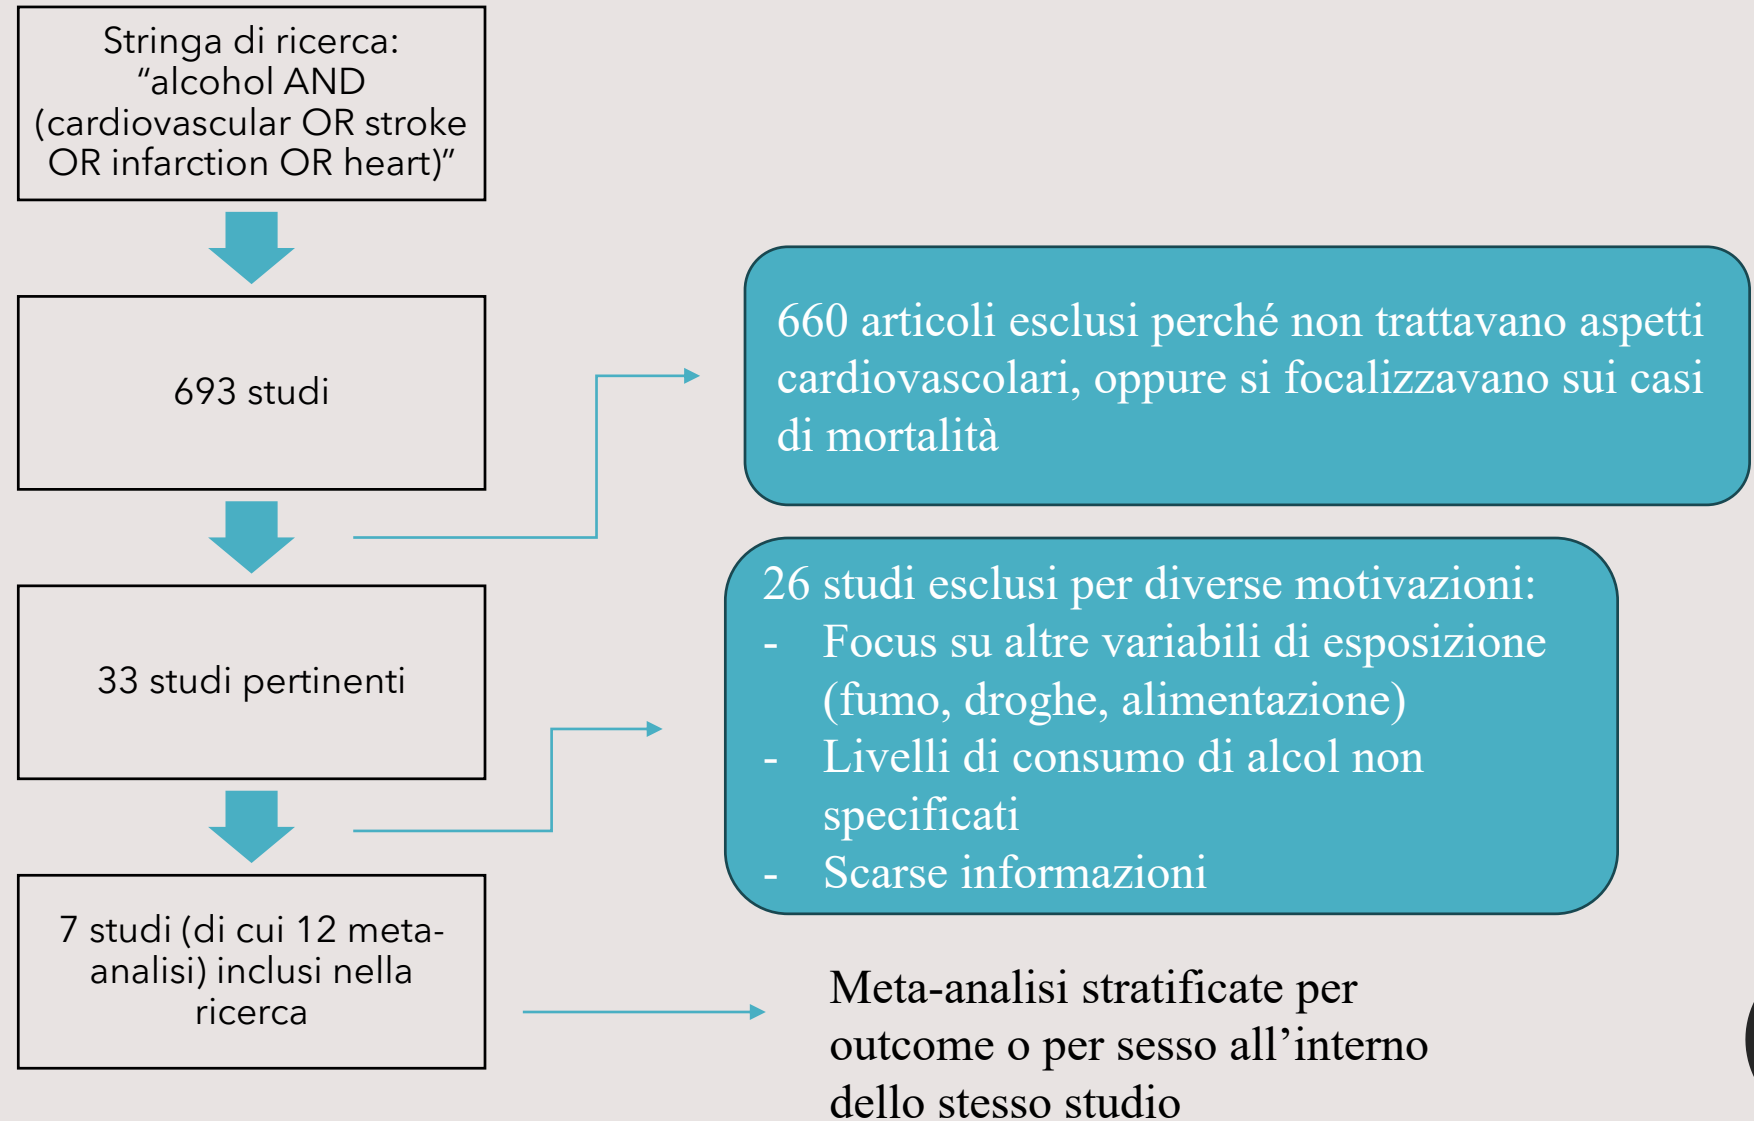 Stringa di ricerca:
“alcohol AND
(cardiovascular OR stroke
OR infarction OR heart)”
693 studi
660 articoli esclusi perché non trattavano aspetti
cardiovascolari, oppure si focalizzavano sui casi
di mortalità
33 studi pertinenti
26 studi esclusi per diverse motivazioni:
- Focus su altre variabili di esposizione
(fumo, droghe, alimentazione)
- Livelli di consumo di alcol non
specificati
- Scarse informazioni
7 studi (di cui 12 meta-
analisi) inclusi nella
ricerca
Meta-analisi stratificate per
outcome o per sesso all’interno
dello stesso studio